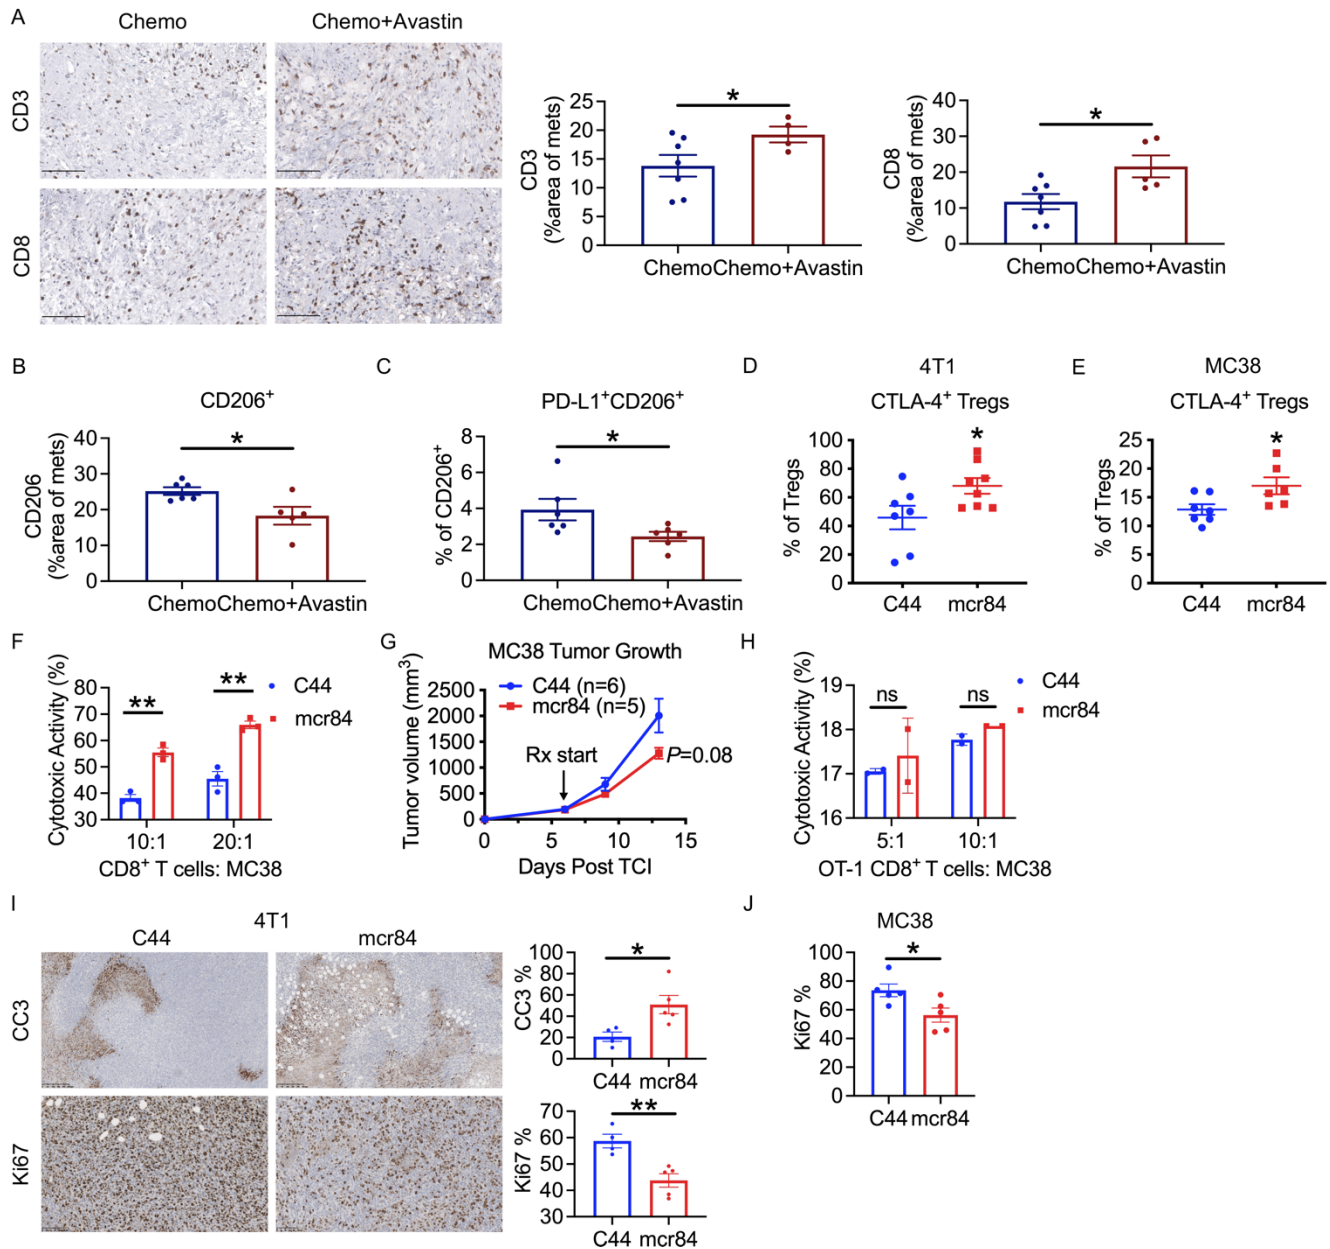 A
Chemo
Chemo+Avastin
CD3
CD8
CD3
(%area of mets)
25
20
15
10
5
0
*
Chemo Chemo+Avastin
CD8
(%area of mets)
40
30
20
10
0
*
Chemo Chemo+Avastin
B
CD206+
CD206
(%area of mets)
40
30
20
10
0
*
Chemo Chemo+Avastin
C
PD-L1+CD206+
% of CD206+
8
6
4
2
0
*
Chemo Chemo+Avastin
D
4T1
CTLA-4+ Tregs
% of Tregs
100
80
60
40
20
0
*
C44 mcr84
E
MC38
CTLA-4+ Tregs
% of Tregs
25
20
15
10
5
0
*
C44 mcr84
F
Cytotoxic Activity (%)
80
70
60
50
40
30
**
**
C44
mcr84
10:1 20:1
CD8+ T cells: MC38
G
MC38 Tumor Growth
Tumor volume (mm3)
2500
2000
1500
1000
500
0
C44 (n=6)
mcr84 (n=5)
Rx start
P=0.08
0 5 10 15
Days Post TCI
H
Cytotoxic Activity (%)
19
18
17
16
ns
ns
C44
mcr84
5:1 10:1
OT-1 CD8+ T cells: MC38
I
4T1
C44
mcr84
CC3
Ki67
CC3 %
100
80
60
40
20
0
*
C44 mcr84
Ki67 %
70
60
50
40
30
**
C44 mcr84
J
MC38
Ki67 %
100
80
60
40
20
0
*
C44 mcr84